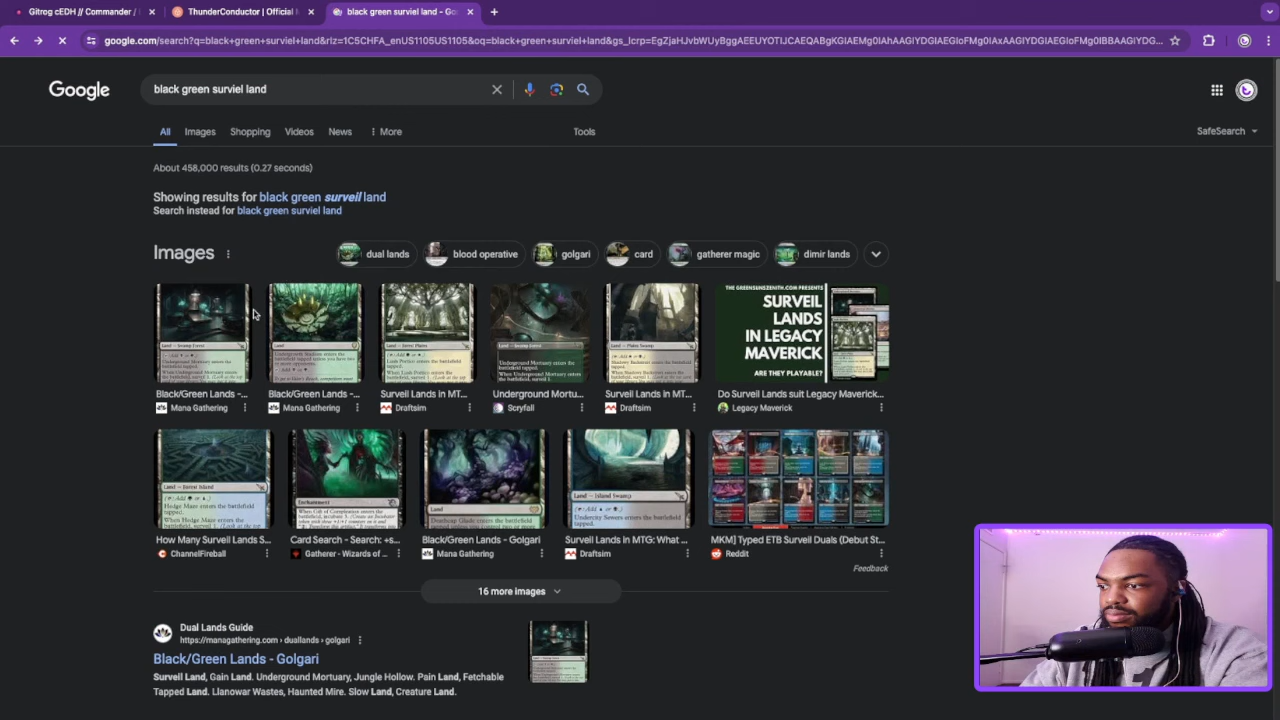 Gitrog cEDH // Commander /
ThunderConductor | Official
black green surviel land - Go
google.com/search?q=black+green+surviel+land&riz=1C5CHFA_enUS1105US1105&oq=black+green+surviel+land&gs_lcrp=
Google
black green surviel land
All Images Shopping Videos News More Tools
SafeSearch
About 458,000 results (0.27 seconds)
Showing results for black green surveil land
Search instead for black green surviel land
Images
dual lands blood operative golgari card gatherer magic dimir lands
THE GREENSUNSZENITH.COM PRESENTS
SURVEIL
LANDS
IN LEGACY
MAVERICK
ARE THEY PLAYABLE?
Black/Green Lands -... Black/Green Lands -... Surveil Lands in MT... Underground Mortu... Surveil Lands in MT... Do Surveil Lands suit Legacy Maverick...
Mana Gathering Mana Gathering Draftsim Scryfall Draftsim Legacy Maverick
How Many Surveil Lands S... Card Search - Search: +s... Black/Green Lands - Golgari Surveil Lands in MTG: What ... MKM] Typed ETB Surveil Duals (Debut St...
ChannelFireball Gatherer - Wizards of ... Mana Gathering Draftsim Reddit
Feedback
16 more images
Dual Lands Guide
https://managathering.com › duallands › golgari
Black/Green Lands - Golgari
Surveil Land, Gain Land. Underground Mortuary, Jungle Hollow. Pain Land, Fetchable
Tapped Land. Llanowar Wastes, Haunted Mire. Slow Land, Creature Land.